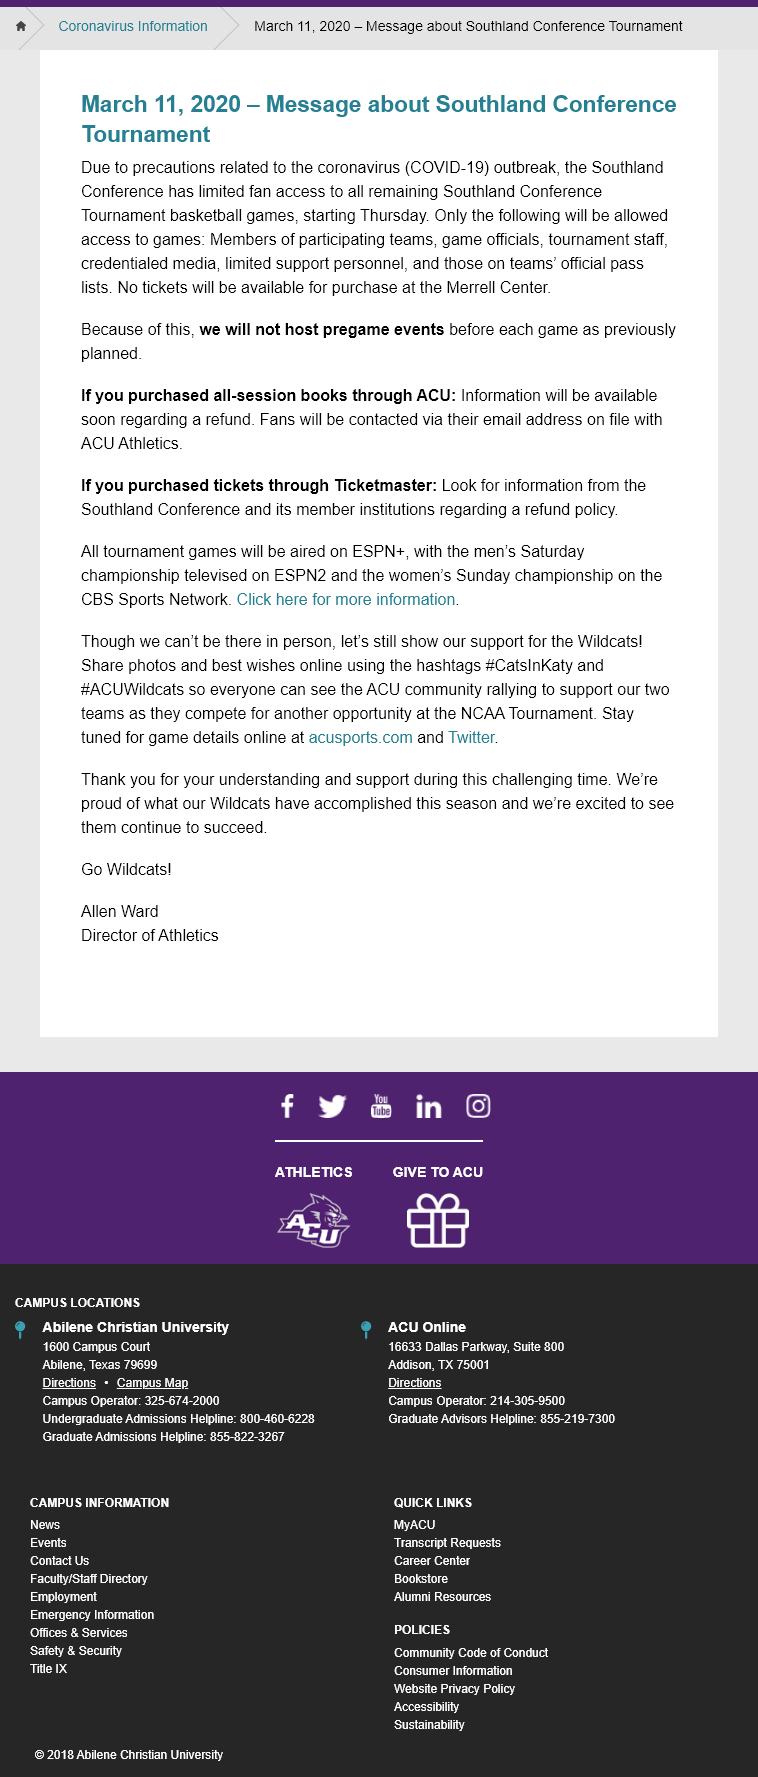 Coronavirus Information
March 11, 2020 – Message about Southland Conference Tournament
March 11, 2020 – Message about Southland Conference
Tournament
Due to precautions related to the coronavirus (COVID-19) outbreak, the Southland
Conference has limited fan access to all remaining Southland Conference
Tournament basketball games, starting Thursday. Only the following will be allowed
access to games: Members of participating teams, game officials, tournament staff,
credentialed media, limited support personnel, and those on teams’ official pass
lists. No tickets will be available for purchase at the Merrell Center.
Because of this, we will not host pregame events before each game as previously
planned.
If you purchased all-session books through ACU: Information will be available
soon regarding a refund. Fans will be contacted via their email address on file with
ACU Athletics.
If you purchased tickets through Ticketmaster: Look for information from the
Southland Conference and its member institutions regarding a refund policy.
All tournament games will be aired on ESPN+, with the men’s Saturday
championship televised on ESPN2 and the women’s Sunday championship on the
CBS Sports Network. Click here for more information.
Though we can’t be there in person, let’s still show our support for the Wildcats!
Share photos and best wishes online using the hashtags #CatsInKaty and
#ACUWildcats so everyone can see the ACU community rallying to support our two
teams as they compete for another opportunity at the NCAA Tournament. Stay
tuned for game details online at acusports.com and Twitter.
Thank you for your understanding and support during this challenging time. We’re
proud of what our Wildcats have accomplished this season and we’re excited to see
them continue to succeed.
Go Wildcats!
Allen Ward
Director of Athletics
You Tube
in
ATHLETICS
ACU
GIVE TO ACU
CAMPUS LOCATIONS
Abilene Christian University
1600 Campus Court
Abilene, Texas 79699
Directions • Campus Map
Campus Operator: 325-674-2000
Undergraduate Admissions Helpline: 800-460-6228
Graduate Admissions Helpline: 855-822-3267
ACU Online
16633 Dallas Parkway, Suite 800
Addison, TX 75001
Directions
Campus Operator: 214-305-9500
Graduate Advisors Helpline: 855-219-7300
CAMPUS INFORMATION
News
Events
Contact Us
Faculty/Staff Directory
Employment
Emergency Information
Offices & Services
Safety & Security
Title IX
QUICK LINKS
MyACU
Transcript Requests
Career Center
Bookstore
Alumni Resources
POLICIES
Community Code of Conduct
Consumer Information
Website Privacy Policy
Accessibility
Sustainability
© 2018 Abilene Christian University